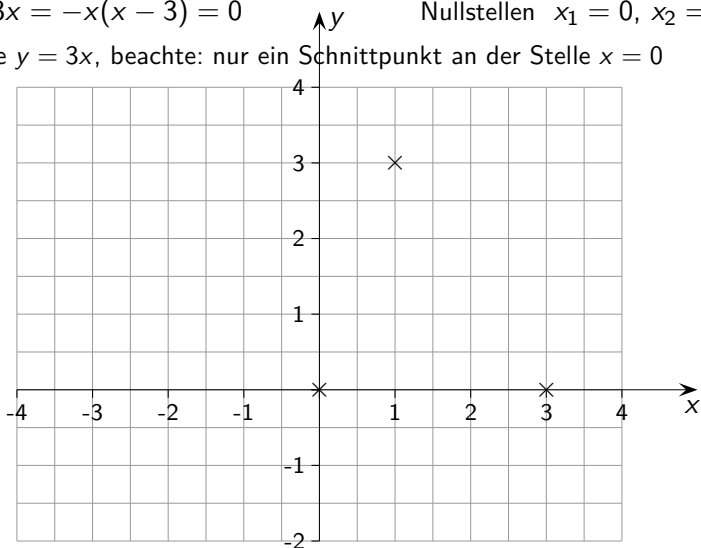 3x = −x(x − 3) = 0 Nullstellen x₁ = 0, x₂ =
y = 3x, beachte: nur ein Schnittpunkt an der Stelle x = 0
y
4
3
2
1
-4 -3 -2 -1 1 2 3 4
x
-1
-2